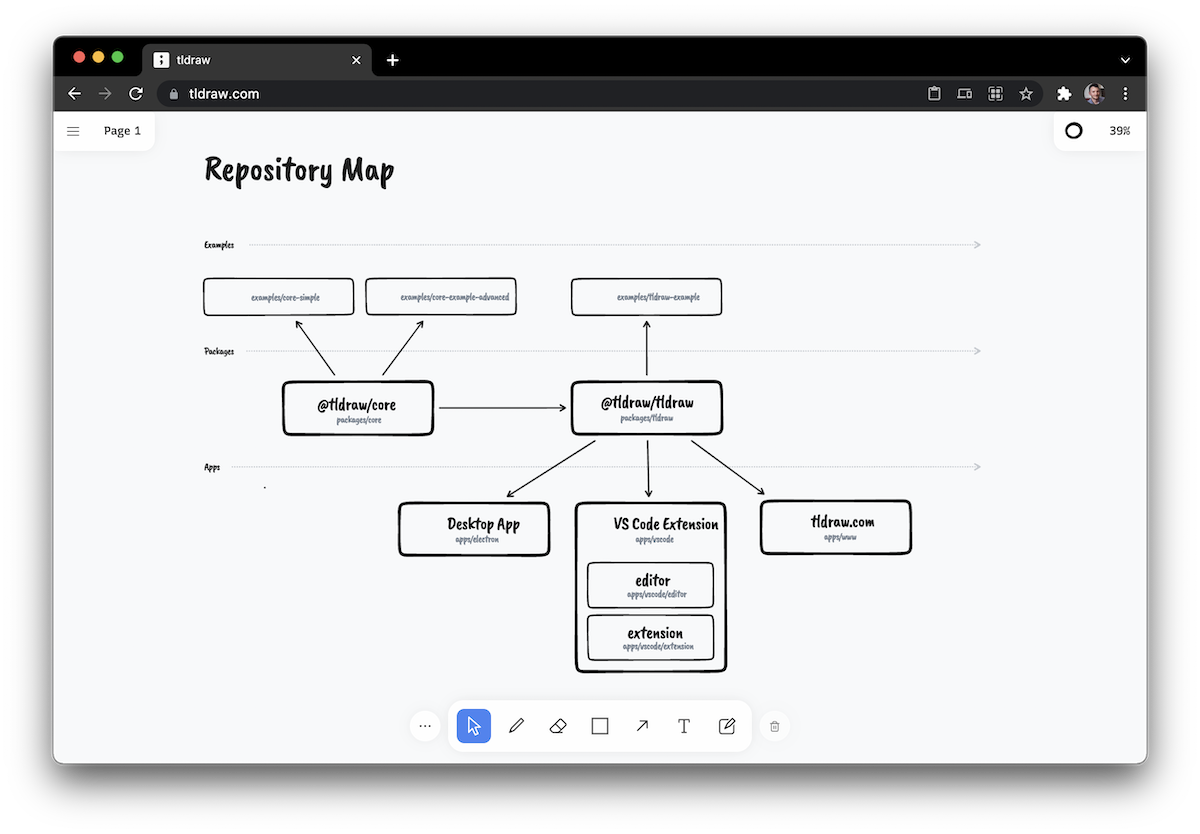 tldraw
tldraw.com
Page 1
39%
Repository Map
Examples
examples/core-simple
examples/core-example-advanced
examples/tldraw-example
Packages
@tldraw/core
packages/core
@tldraw/tldraw
packages/tldraw
Apps
Desktop App
apps/electron
VS Code Extension
apps/vscode
tldraw.com
apps/www
editor
apps/vscode/editor
extension
apps/vscode/extension
T